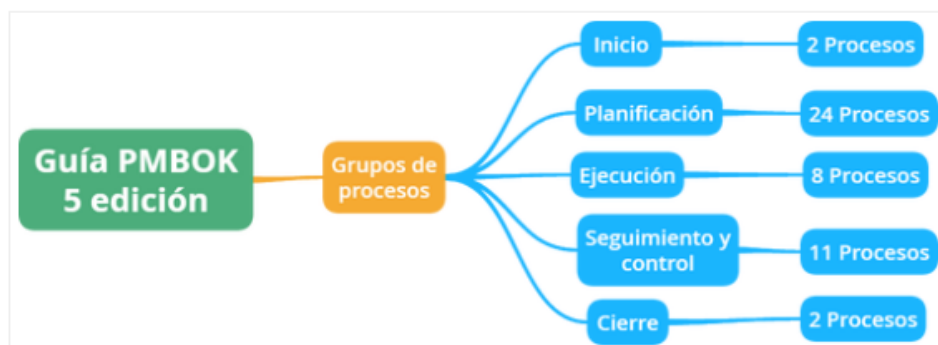 Guía PMBOK
5 edición
Grupos de
procesos
Inicio
2 Procesos
Planificación
24 Procesos
Ejecución
8 Procesos
Seguimiento y
control
11 Procesos
Cierre
2 Procesos